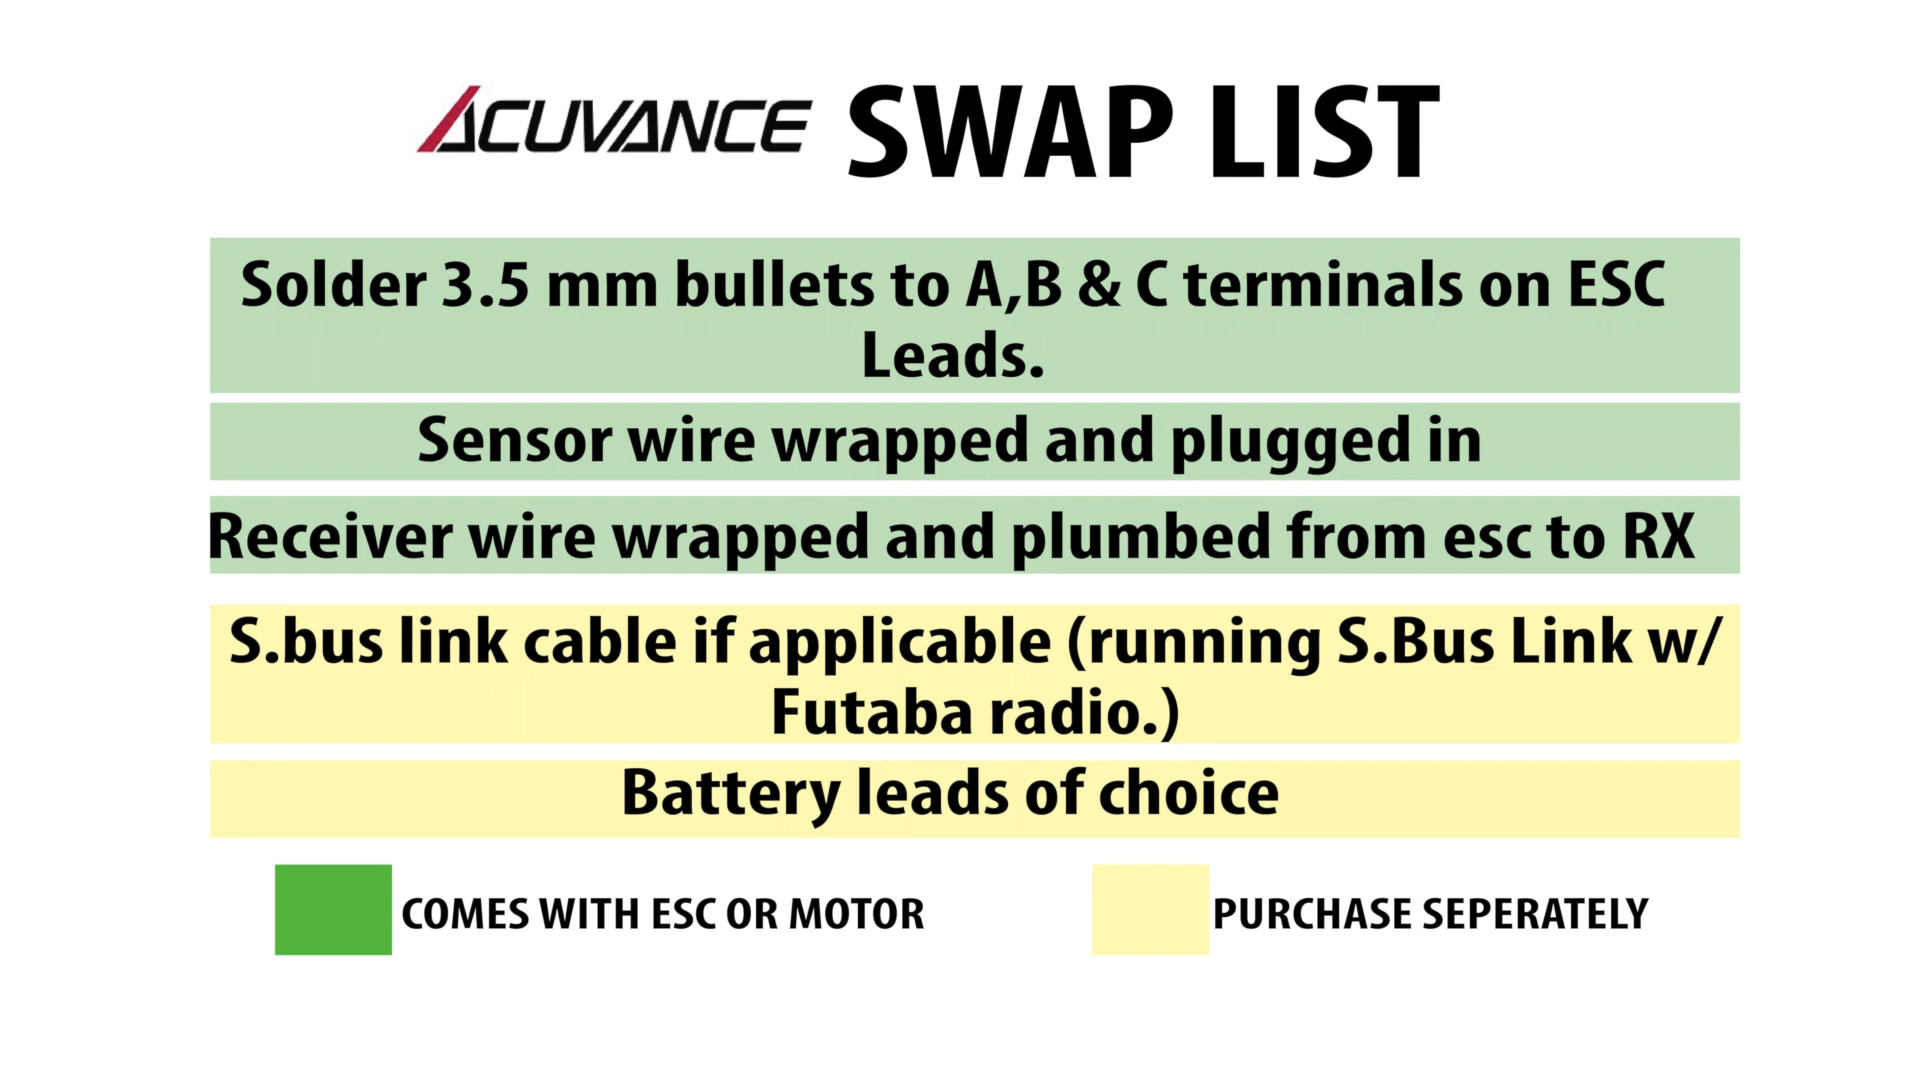 ACUVANCE SWAP LIST
Solder 3.5 mm bullets to A,B & C terminals on ESC
Leads.
Sensor wire wrapped and plugged in
Receiver wire wrapped and plumbed from esc to RX
S.bus link cable if applicable (running S.Bus Link w/
Futaba radio.)
Battery leads of choice
COMES WITH ESC OR MOTOR
PURCHASE SEPERATELY